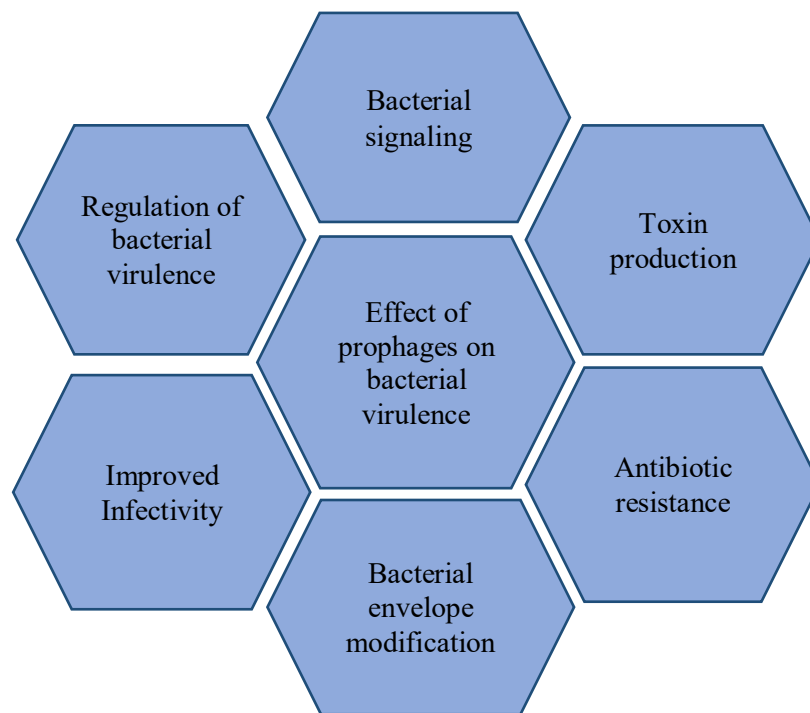 Bacterial
signaling
Regulation of
bacterial
virulence
Toxin
production
Effect of
prophages on
bacterial
virulence
Improved
Infectivity
Antibiotic
resistance
Bacterial
envelope
modification